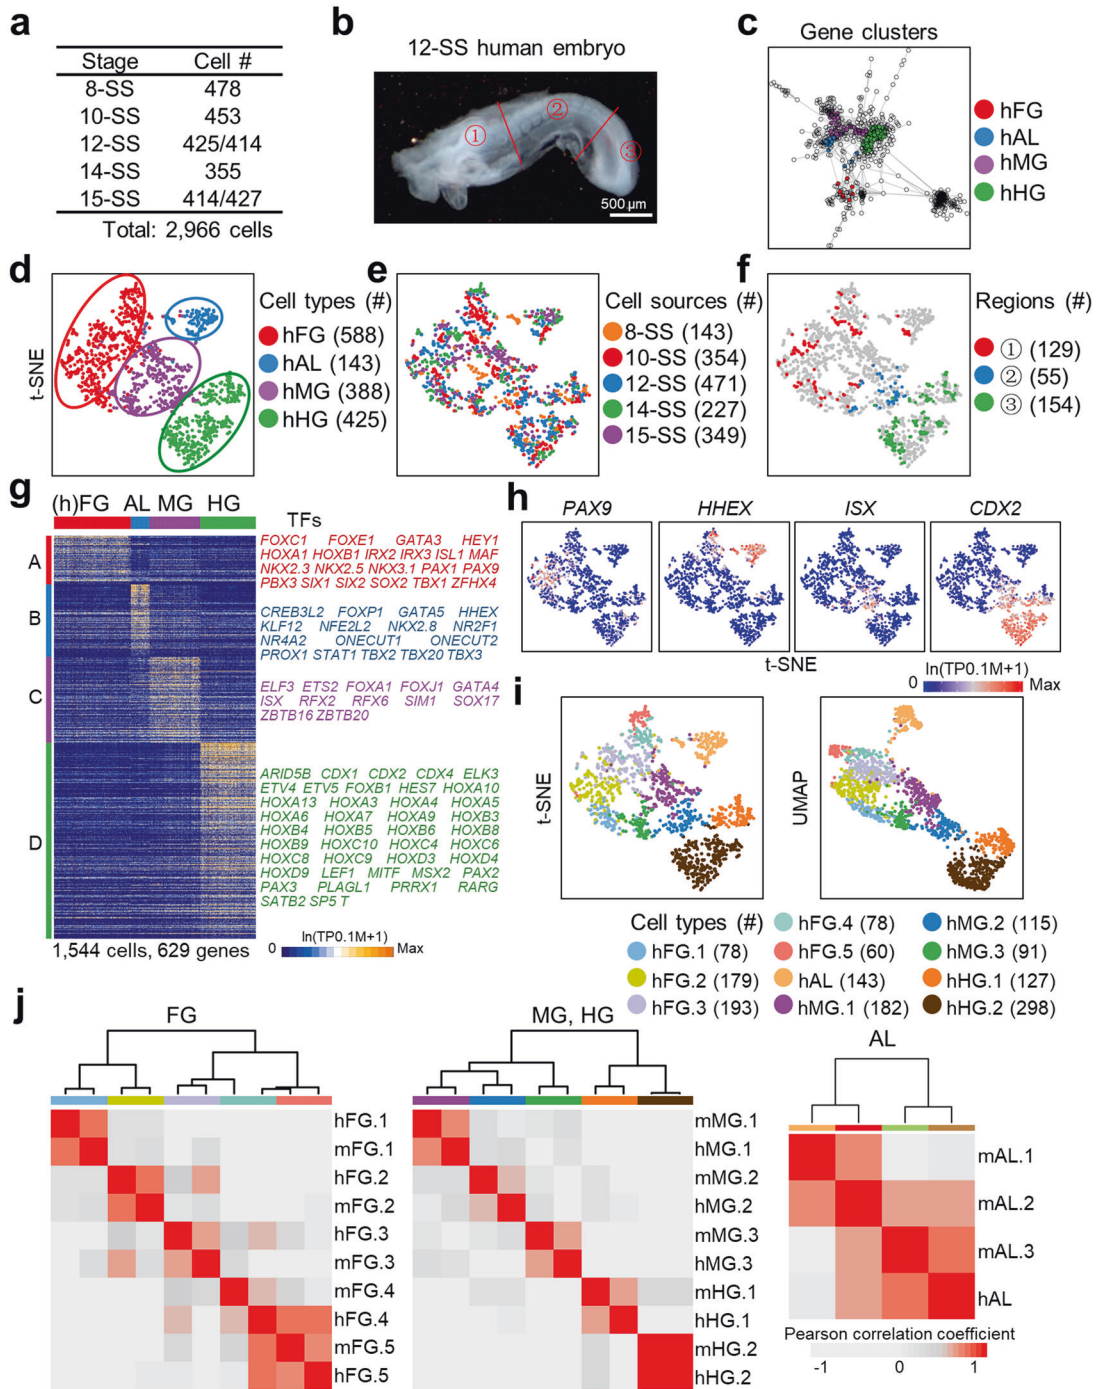 a
Stage Cell #
8-SS 478
10-SS 453
12-SS 425/414
14-SS 355
15-SS 414/427
Total: 2,966 cells
b
12-SS human embryo
①
②
③
500 µm
c
Gene clusters
hFG
hAL
hMG
hHG
d
t-SNE
Cell types (#)
hFG (588)
hAL (143)
hMG (388)
hHG (425)
e
Cell sources (#)
8-SS (143)
10-SS (354)
12-SS (471)
14-SS (227)
15-SS (349)
f
Regions (#)
① (129)
② (55)
③ (154)
g
(h)FG AL MG HG
TFs
A
FOXC1 FOXE1 GATA3 HEY1
HOXA1 HOXB1 IRX2 IRX3 ISL1 MAF
NKX2.3 NKX2.5 NKX3.1 PAX1 PAX9
PBX3 SIX1 SIX2 SOX2 TBX1 ZFHX4
B
CREB3L2 FOXP1 GATA5 HHEX
KLF12 NFE2L2 NKX2.8 NR2F1
NR4A2 ONECUT1 ONECUT2
PROX1 STAT1 TBX2 TBX20 TBX3
C
ELF3 ETS2 FOXA1 FOXJ1 GATA4
ISX RFX2 RFX6 SIM1 SOX17
ZBTB16 ZBTB20
D
ARID5B CDX1 CDX2 CDX4 ELK3
ETV4 ETV5 FOXB1 HES7 HOXA10
HOXA13 HOXA3 HOXA4 HOXA5
HOXA6 HOXA7 HOXA9 HOXB3
HOXB4 HOXB5 HOXB6 HOXB8
HOXB9 HOXC10 HOXC4 HOXC6
HOXC8 HOXC9 HOXD3 HOXD4
HOXD9 LEF1 MITF MSX2 PAX2
PAX3 PLAGL1 PRRX1 RARG
SATB2 SP5 T
1,544 cells, 629 genes
ln(TP0.1M+1)
0 Max
h
PAX9 HHEX ISX CDX2
t-SNE
ln(TP0.1M+1)
0 Max
i
t-SNE
UMAP
Cell types (#)
hFG.1 (78)
hFG.2 (179)
hFG.3 (193)
hFG.4 (78)
hFG.5 (60)
hAL (143)
hMG.1 (182)
hMG.2 (115)
hMG.3 (91)
hHG.1 (127)
hHG.2 (298)
j
FG
hFG.1
mFG.1
hFG.2
mFG.2
hFG.3
mFG.3
mFG.4
hFG.4
mFG.5
hFG.5
MG, HG
mMG.1
hMG.1
mMG.2
hMG.2
mMG.3
hMG.3
mHG.1
hHG.1
mHG.2
hHG.2
AL
mAL.1
mAL.2
mAL.3
hAL
Pearson correlation coefficient
-1 0 1